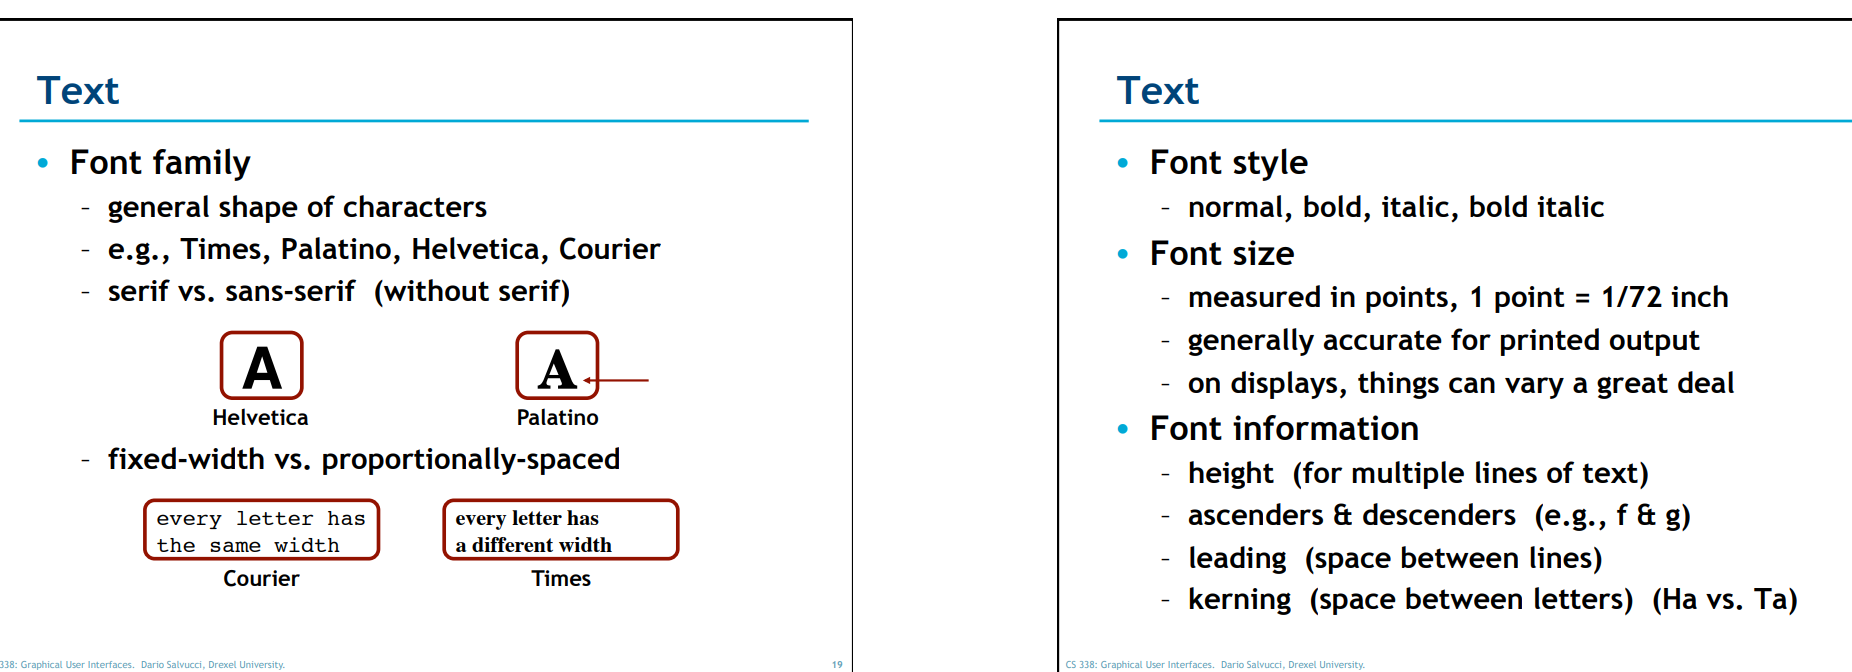 Text
• Font family
- general shape of characters
- e.g., Times, Palatino, Helvetica, Courier
- serif vs. sans-serif (without serif)
A A
Helvetica Palatino
- fixed-width vs. proportionally-spaced
every letter has
the same width
every letter has
a different width
Courier Times
338: Graphical User Interfaces. Dario Salvucci, Drexel University.
19
Text
• Font style
- normal, bold, italic, bold italic
• Font size
- measured in points, 1 point = 1/72 inch
- generally accurate for printed output
- on displays, things can vary a great deal
• Font information
- height (for multiple lines of text)
- ascenders & descenders (e.g., f & g)
- leading (space between lines)
- kerning (space between letters) (Ha vs. Ta)
CS 338: Graphical User Interfaces. Dario Salvucci, Drexel University.